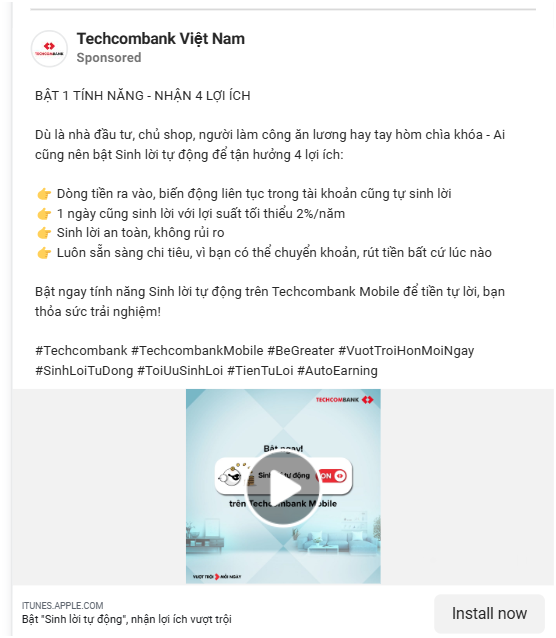 Techcombank Việt Nam
Sponsored
TECHCOMBANK
BẬT 1 TÍNH NĂNG - NHẬN 4 LỢI ÍCH
Dù là nhà đầu tư, chủ shop, người làm công ăn lương hay tay hòm chìa khóa - Ai
cũng nên bật Sinh lời tự động để tận hưởng 4 lợi ích:
👉 Dòng tiền ra vào, biến động liên tục trong tài khoản cũng tự sinh lời
👉 1 ngày cũng sinh lời với lợi suất tối thiểu 2%/năm
👉 Sinh lời an toàn, không rủi ro
👉 Luôn sẵn sàng chi tiêu, vì bạn có thể chuyển khoản, rút tiền bất cứ lúc nào
Bật ngay tính năng Sinh lời tự động trên Techcombank Mobile để tiền tự lời, bạn
thỏa sức trải nghiệm!
#Techcombank #TechcombankMobile #BeGreater #VuotTroiHonMoiNgay
#SinhLoiTuDong #ToiUuSinhLoi #TienTuLoi #AutoEarning
TECHCOMBANK
Bật ngay!
Sinh lời tự động ON
trên Techcombank Mobile
VƯỢT TRỘI MỖI NGÀY
ITUNES.APPLE.COM
Bật "Sinh lời tự động", nhận lợi ích vượt trội
Install now